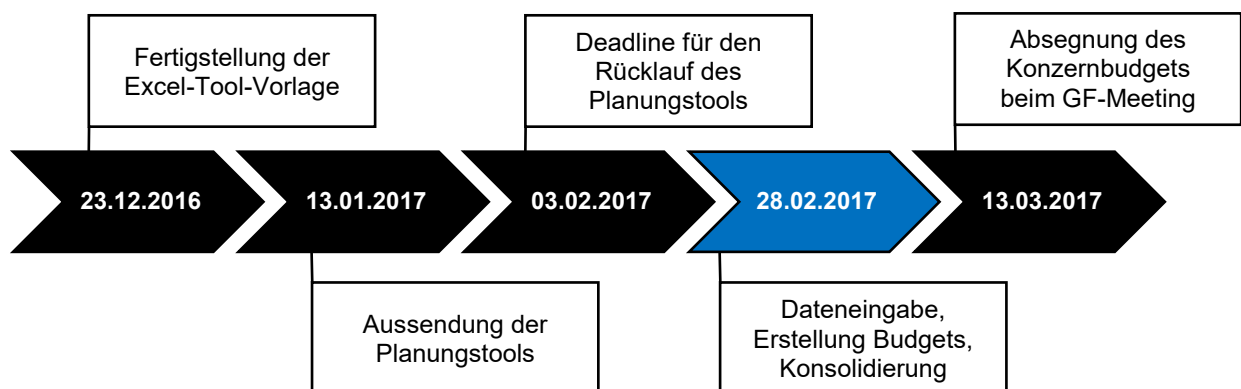 Fertigstellung der
Excel-Tool-Vorlage
Deadline für den
Rücklauf des
Planungstools
Absegnung des
Konzernbudgets
beim GF-Meeting
23.12.2016
13.01.2017
03.02.2017
28.02.2017
13.03.2017
Aussendung der
Planungstools
Dateneingabe,
Erstellung Budgets,
Konsolidierung